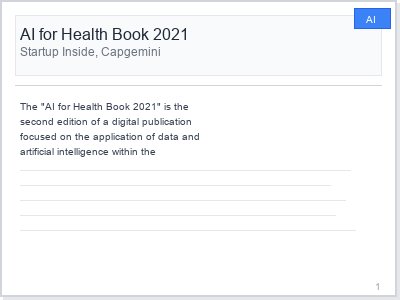 AI
AI for Health Book 2021
Startup Inside, Capgemini
The "AI for Health Book 2021" is the
second edition of a digital publication
focused on the application of data and
artificial intelligence within the
1